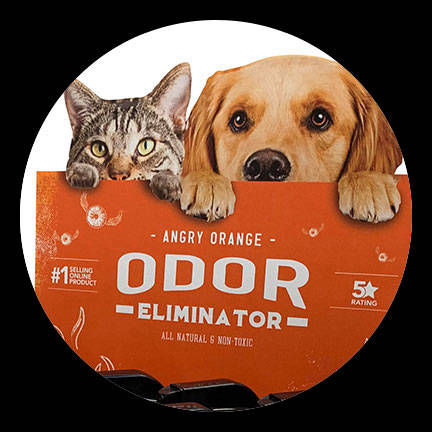 - ANGRY ORANGE -
ODOR
-ELIMINATOR-
ALL NATURAL & NON-TOXIC
#1 SELLING
ONLINE
PRODUCT
5★
RATING